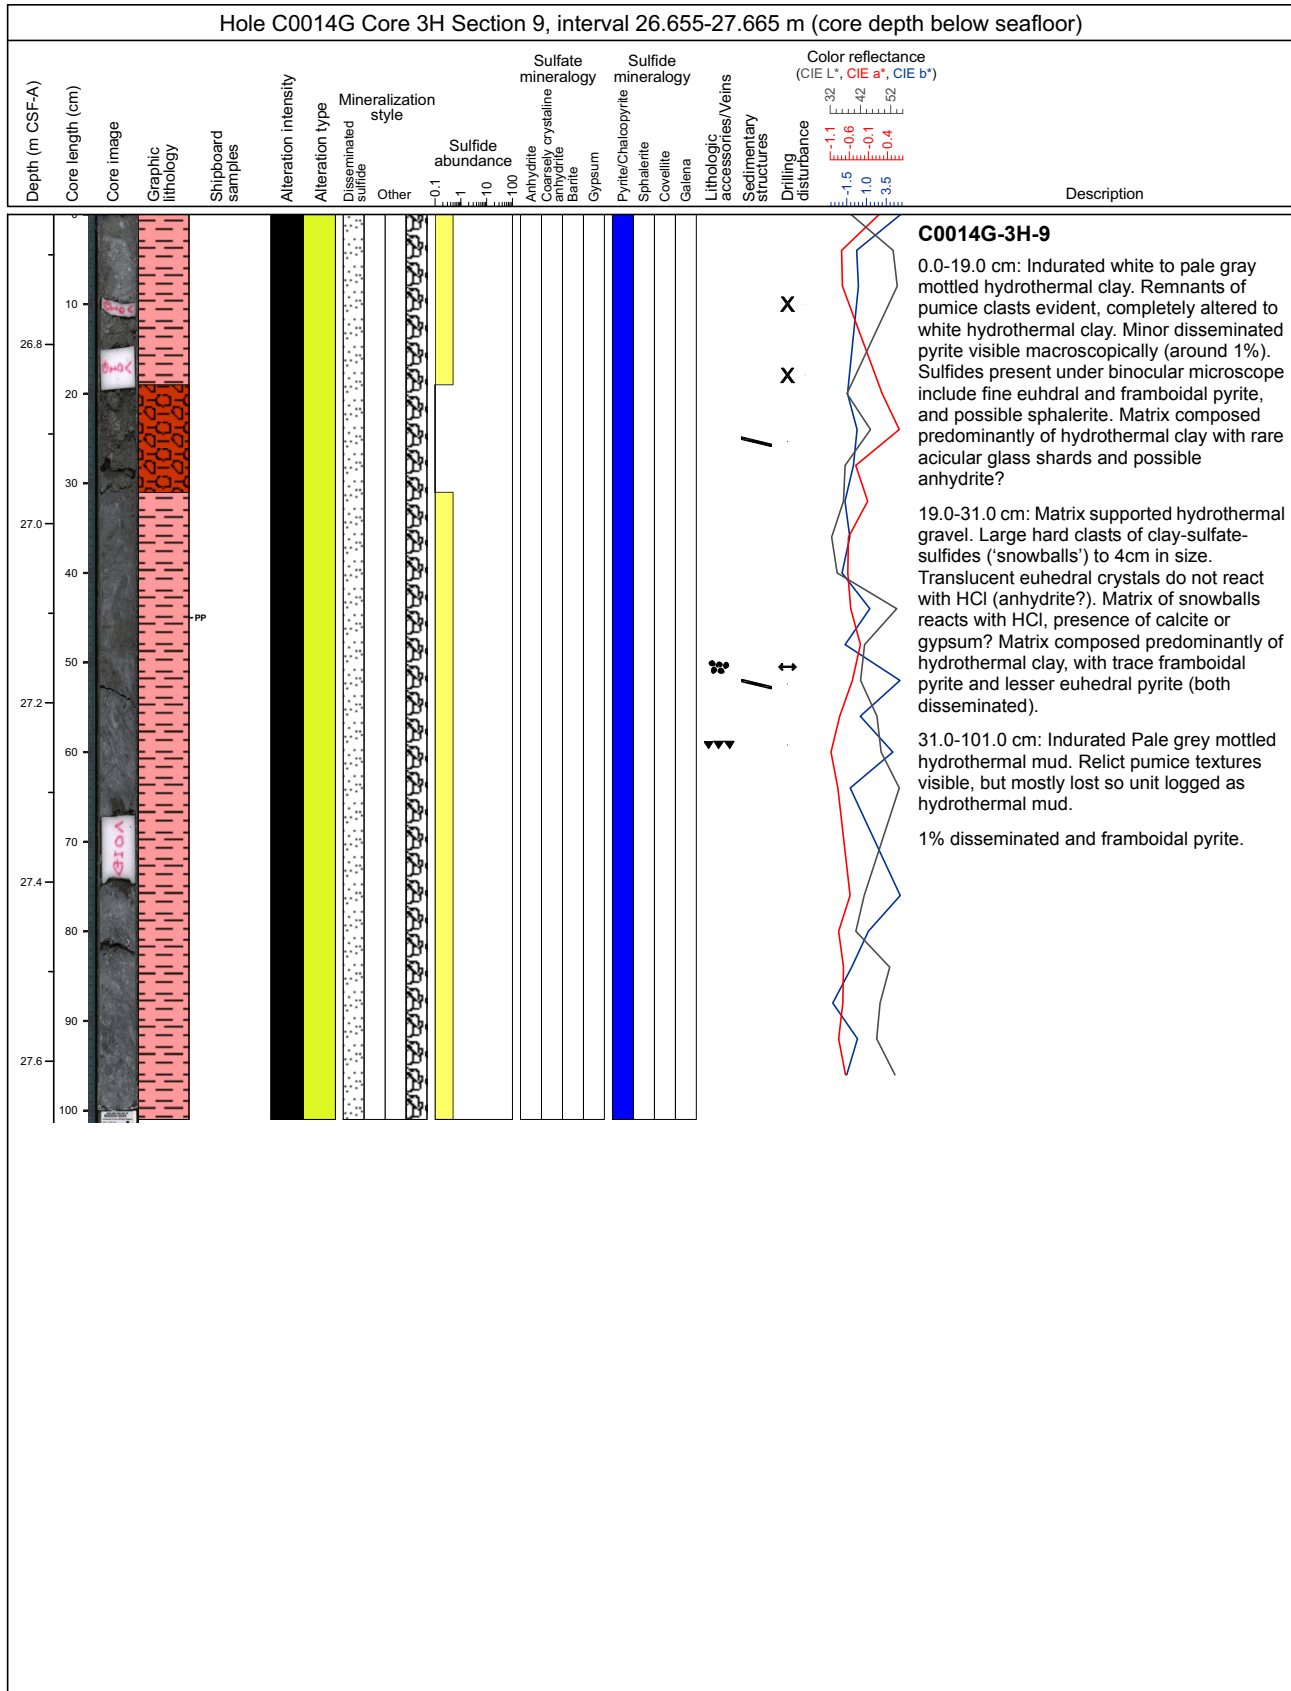 Hole C0014G Core 3H Section 9, interval 26.655-27.665 m (core depth below seafloor)
Depth (m CSF-A)
Core length (cm)
Core image
Graphic
lithology
Shipboard
samples
Alteration intensity
Alteration type
Mineralization
style
Disseminated
sulfide
Other
Sulfide
abundance
0.1
1
10
100
Sulfate
mineralogy
Anhydrite
Coarsely crystaline
anhydrite
Barite
Gypsum
Sulfide
mineralogy
Pyrite/Chalcopyrite
Sphalerite
Covellite
Galena
Lithologic
accessories/Veins
Sedimentary
structures
Drilling
disturbance
Color reflectance
(CIE L*, CIE a*, CIE b*)
32 42 52
-1.1 -0.6 -0.1 0.4
-1.5 1.0 3.5
Description
0
10
20
30
40
50
60
70
80
90
100
26.8
27.0
27.2
27.4
27.6
VOID
VOID
VOID
PP
X
X
C0014G-3H-9
0.0-19.0 cm: Indurated white to pale gray
mottled hydrothermal clay. Remnants of
pumice clasts evident, completely altered to
white hydrothermal clay. Minor disseminated
pyrite visible macroscopically (around 1%).
Sulfides present under binocular microscope
include fine euhdral and framboidal pyrite,
and possible sphalerite. Matrix composed
predominantly of hydrothermal clay with rare
acicular glass shards and possible
anhydrite?
19.0-31.0 cm: Matrix supported hydrothermal
gravel. Large hard clasts of clay-sulfate-
sulfides (‘snowballs’) to 4cm in size.
Translucent euhedral crystals do not react
with HCl (anhydrite?). Matrix of snowballs
reacts with HCl, presence of calcite or
gypsum? Matrix composed predominantly of
hydrothermal clay, with trace framboidal
pyrite and lesser euhedral pyrite (both
disseminated).
31.0-101.0 cm: Indurated Pale grey mottled
hydrothermal mud. Relict pumice textures
visible, but mostly lost so unit logged as
hydrothermal mud.
1% disseminated and framboidal pyrite.